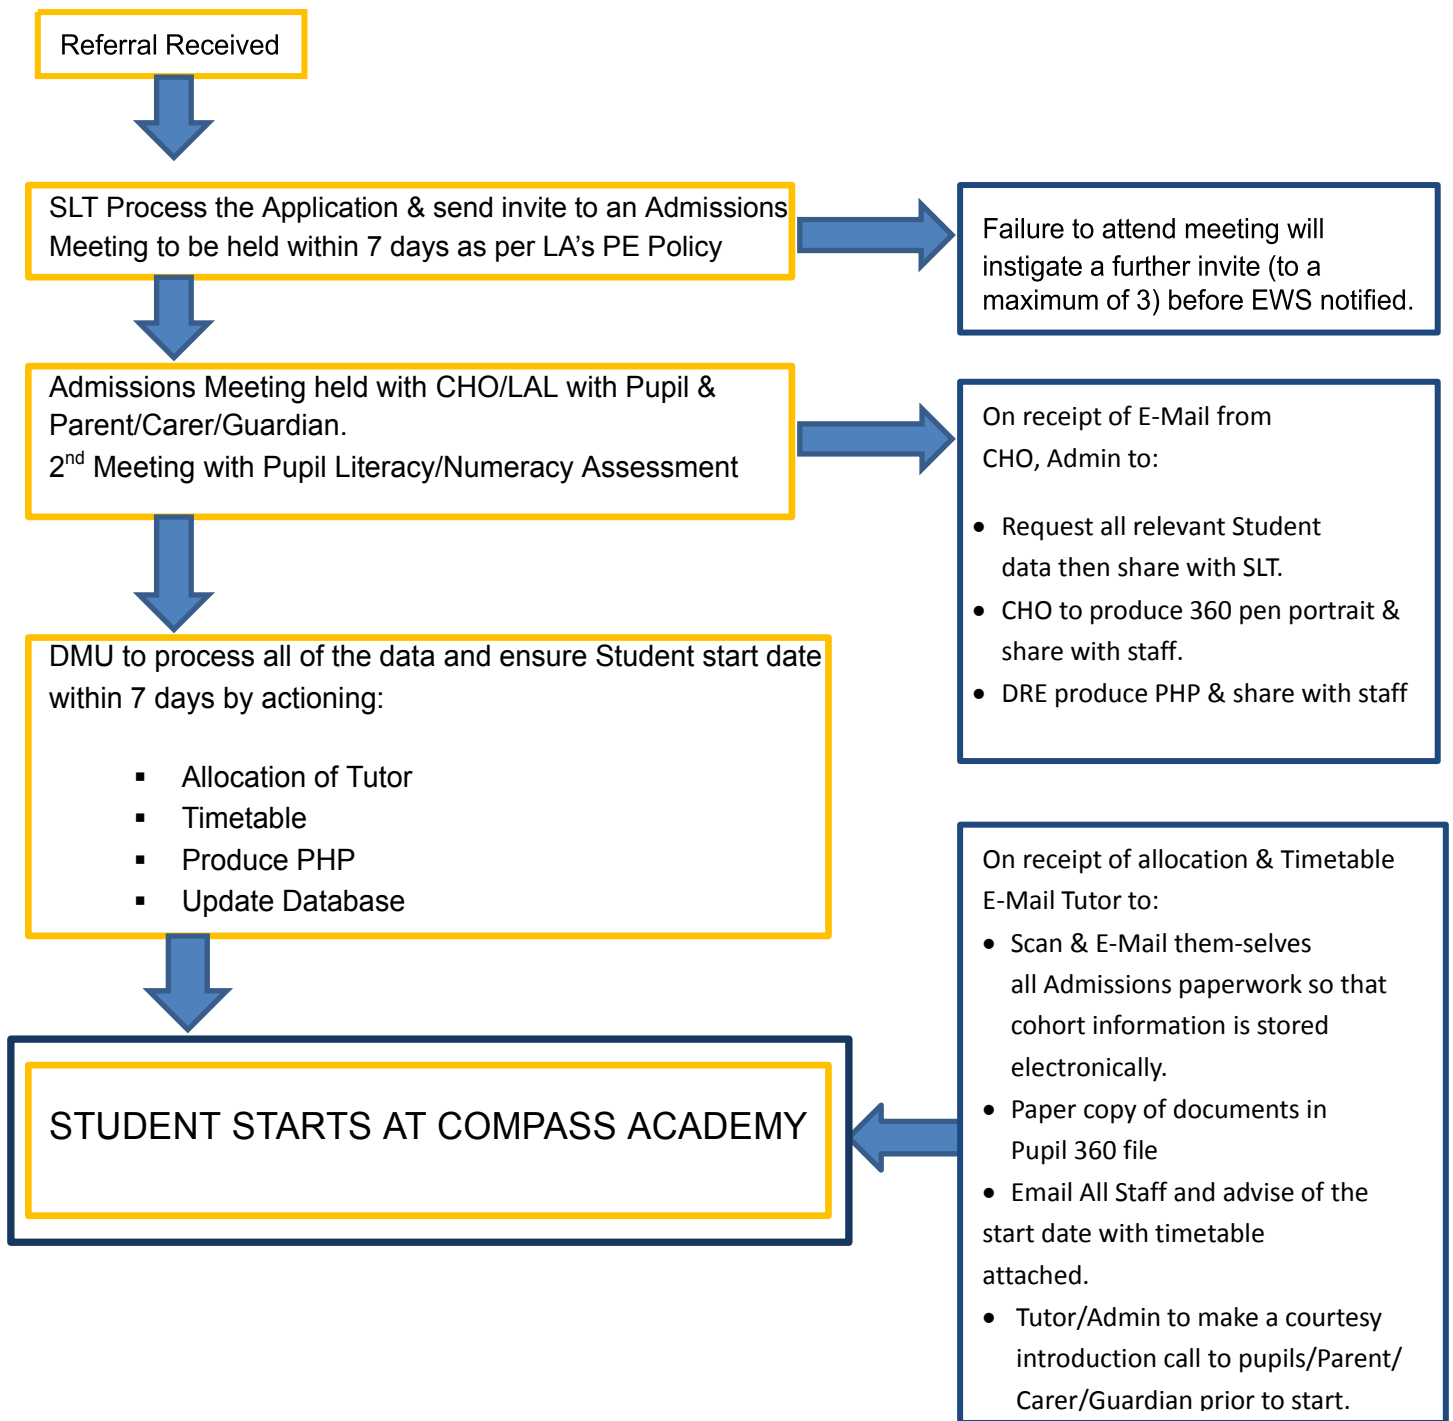 Referral Received
SLT Process the Application & send invite to an Admissions
Meeting to be held within 7 days as per LA’s PE Policy
Failure to attend meeting will
instigate a further invite (to a
maximum of 3) before EWS notified.
Admissions Meeting held with CHO/LAL with Pupil &
Parent/Carer/Guardian.
2nd Meeting with Pupil Literacy/Numeracy Assessment
On receipt of E-Mail from
CHO, Admin to:
• Request all relevant Student
data then share with SLT.
• CHO to produce 360 pen portrait &
share with staff.
• DRE produce PHP & share with staff
DMU to process all of the data and ensure Student start date
within 7 days by actioning:
▪ Allocation of Tutor
▪ Timetable
▪ Produce PHP
▪ Update Database
On receipt of allocation & Timetable
E-Mail Tutor to:
• Scan & E-Mail them-selves
all Admissions paperwork so that
cohort information is stored
electronically.
• Paper copy of documents in
Pupil 360 file
• Email All Staff and advise of the
start date with timetable
attached.
• Tutor/Admin to make a courtesy
introduction call to pupils/Parent/
Carer/Guardian prior to start.
STUDENT STARTS AT COMPASS ACADEMY